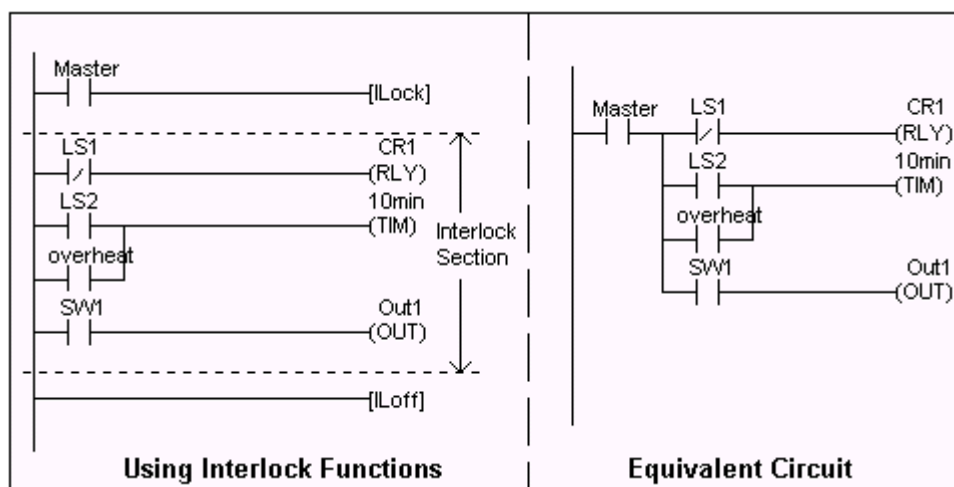 Master
[ILock]
LS1
CR1
(RLY)
LS2
10min
(TIM)
overheat
Interlock
Section
SW1
Out1
(OUT)
[ILoff]
Using Interlock Functions
Master
LS1
CR1
(RLY)
LS2
10min
(TIM)
overheat
SW1
Out1
(OUT)
Equivalent Circuit